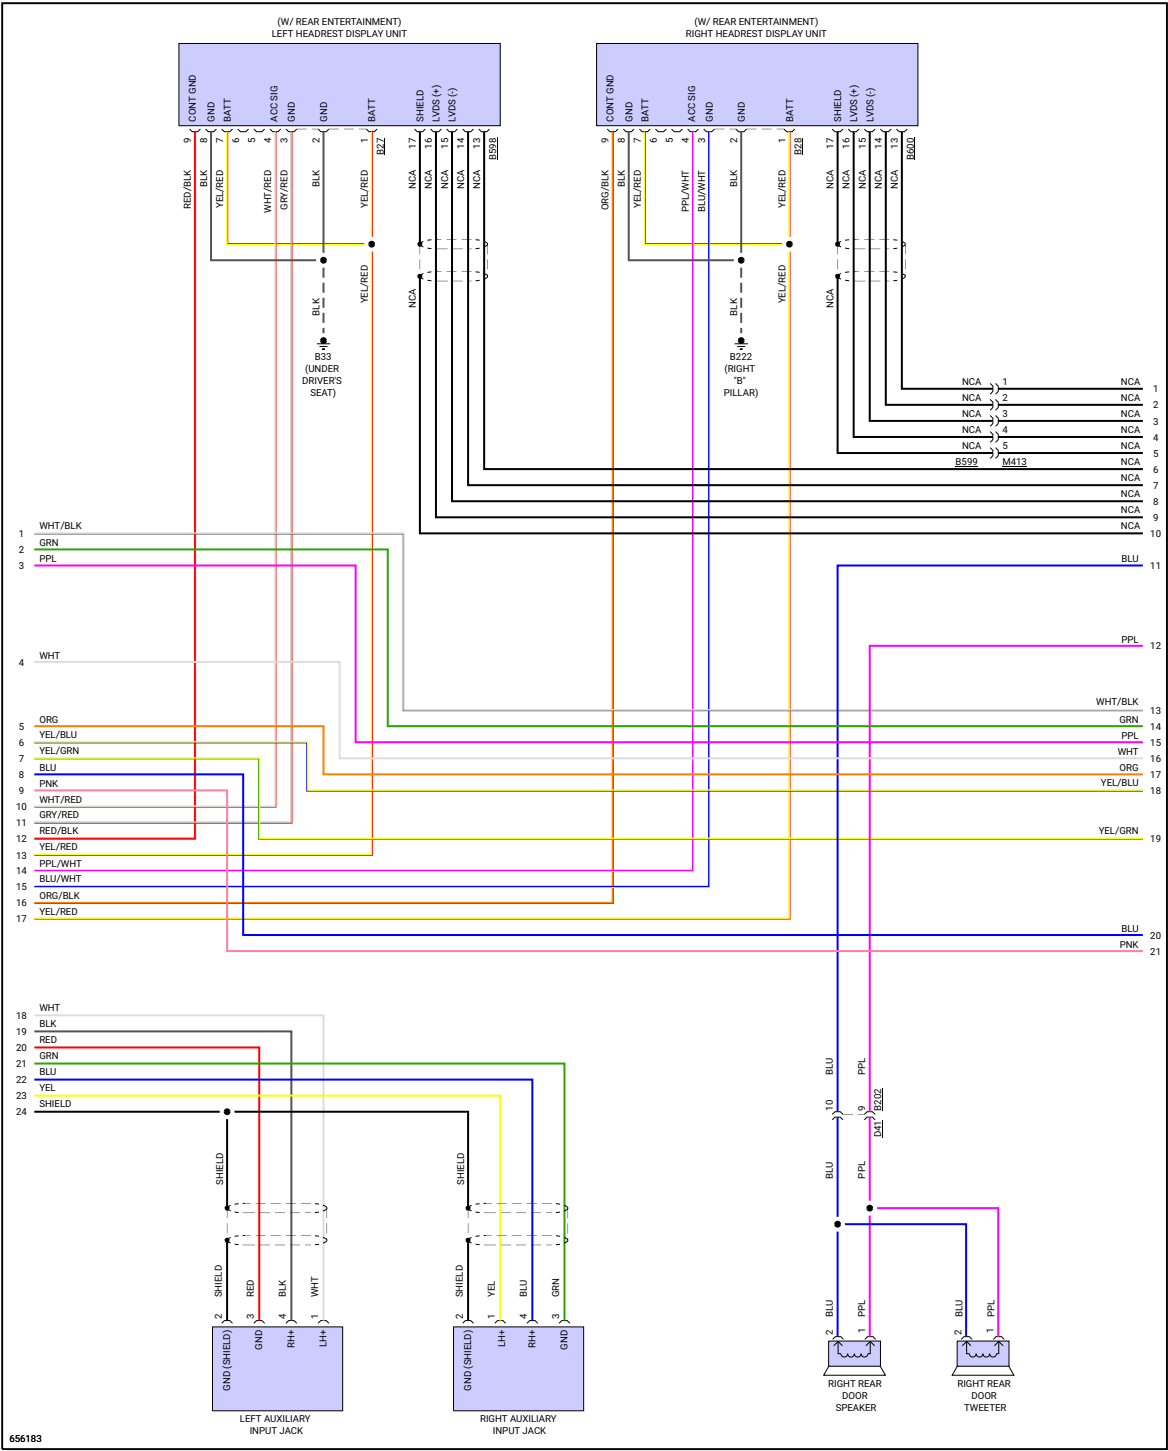 (W/ REAR ENTERTAINMENT)
LEFT HEADREST DISPLAY UNIT
(W/ REAR ENTERTAINMENT)
RIGHT HEADREST DISPLAY UNIT
CONT GND
GND
BATT
ACC SIG
GND
GND
BATT
SHIELD
LVDS (+)
LVDS (-)
CONT GND
GND
BATT
ACC SIG
GND
GND
BATT
SHIELD
LVDS (+)
LVDS (-)
9
8
7
6
5
4
3
2
1
B27
17
16
15
14
13
B598
9
8
7
6
5
4
3
2
1
B28
17
16
15
14
13
B600
RED/BLK
BLK
YEL/RED
WHT/RED
GRY/RED
BLK
YEL/RED
NCA
NCA
NCA
NCA
NCA
ORG/BLK
BLK
YEL/RED
PPL/WHT
BLU/WHT
BLK
YEL/RED
NCA
NCA
NCA
NCA
NCA
BLK
YEL/RED
NCA
BLK
YEL/RED
NCA
B33
(UNDER
DRIVER'S
SEAT)
B222
(RIGHT
"B"
PILLAR)
NCA 1 NCA 1
NCA 2 NCA 2
NCA 3 NCA 3
NCA 4 NCA 4
NCA 5 NCA 5
B599 M413 NCA 6
NCA 7
NCA 8
NCA 9
NCA 10
1 WHT/BLK
2 GRN
3 PPL
BLU 11
4 WHT
PPL 12
WHT/BLK 13
5 ORG
GRN 14
6 YEL/BLU
PPL 15
7 YEL/GRN
WHT 16
8 BLU
ORG 17
9 PNK
YEL/BLU 18
10 WHT/RED
11 GRY/RED
12 RED/BLK
YEL/GRN 19
13 YEL/RED
14 PPL/WHT
15 BLU/WHT
16 ORG/BLK
17 YEL/RED
BLU 20
PNK 21
18 WHT
19 BLK
20 RED
21 GRN
22 BLU
23 YEL
24 SHIELD
BLU
PPL
10
9
B202
D41
SHIELD
SHIELD
BLU
PPL
SHIELD
RED
BLK
WHT
SHIELD
YEL
BLU
GRN
BLU
PPL
BLU
PPL
2
3
4
1
2
1
4
3
2
1
2
1
GND (SHIELD)
GND
RH+
LH+
GND (SHIELD)
LH+
RH+
GND
RIGHT REAR
DOOR
SPEAKER
RIGHT REAR
DOOR
TWEETER
LEFT AUXILIARY
INPUT JACK
RIGHT AUXILIARY
INPUT JACK
656183